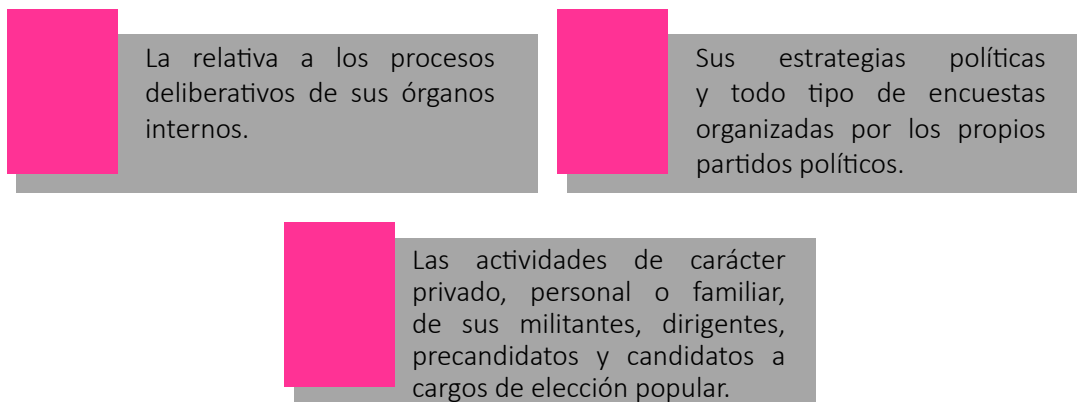 La relativa a los procesos
deliberativos de sus órganos
internos.
Sus estrategias políticas
y todo tipo de encuestas
organizadas por los propios
partidos políticos.
Las actividades de carácter
privado, personal o familiar,
de sus militantes, dirigentes,
precandidatos y candidatos a
cargos de elección popular.